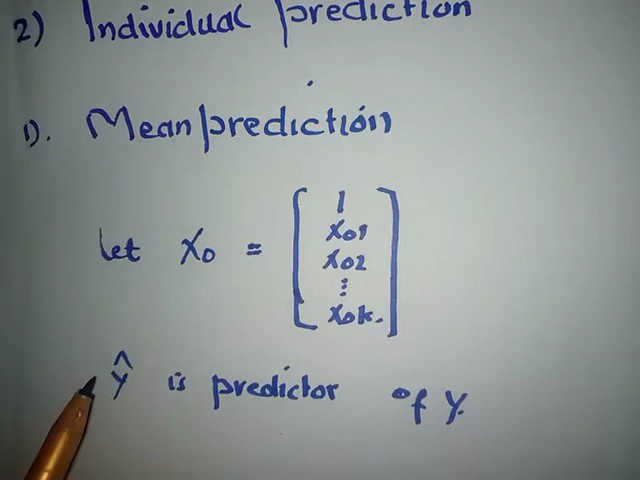 2) Individual prediction
1). Mean prediction
let X0 = [ 1
X01
X02
⋮
X0k. ]
ŷ is predictor of y.